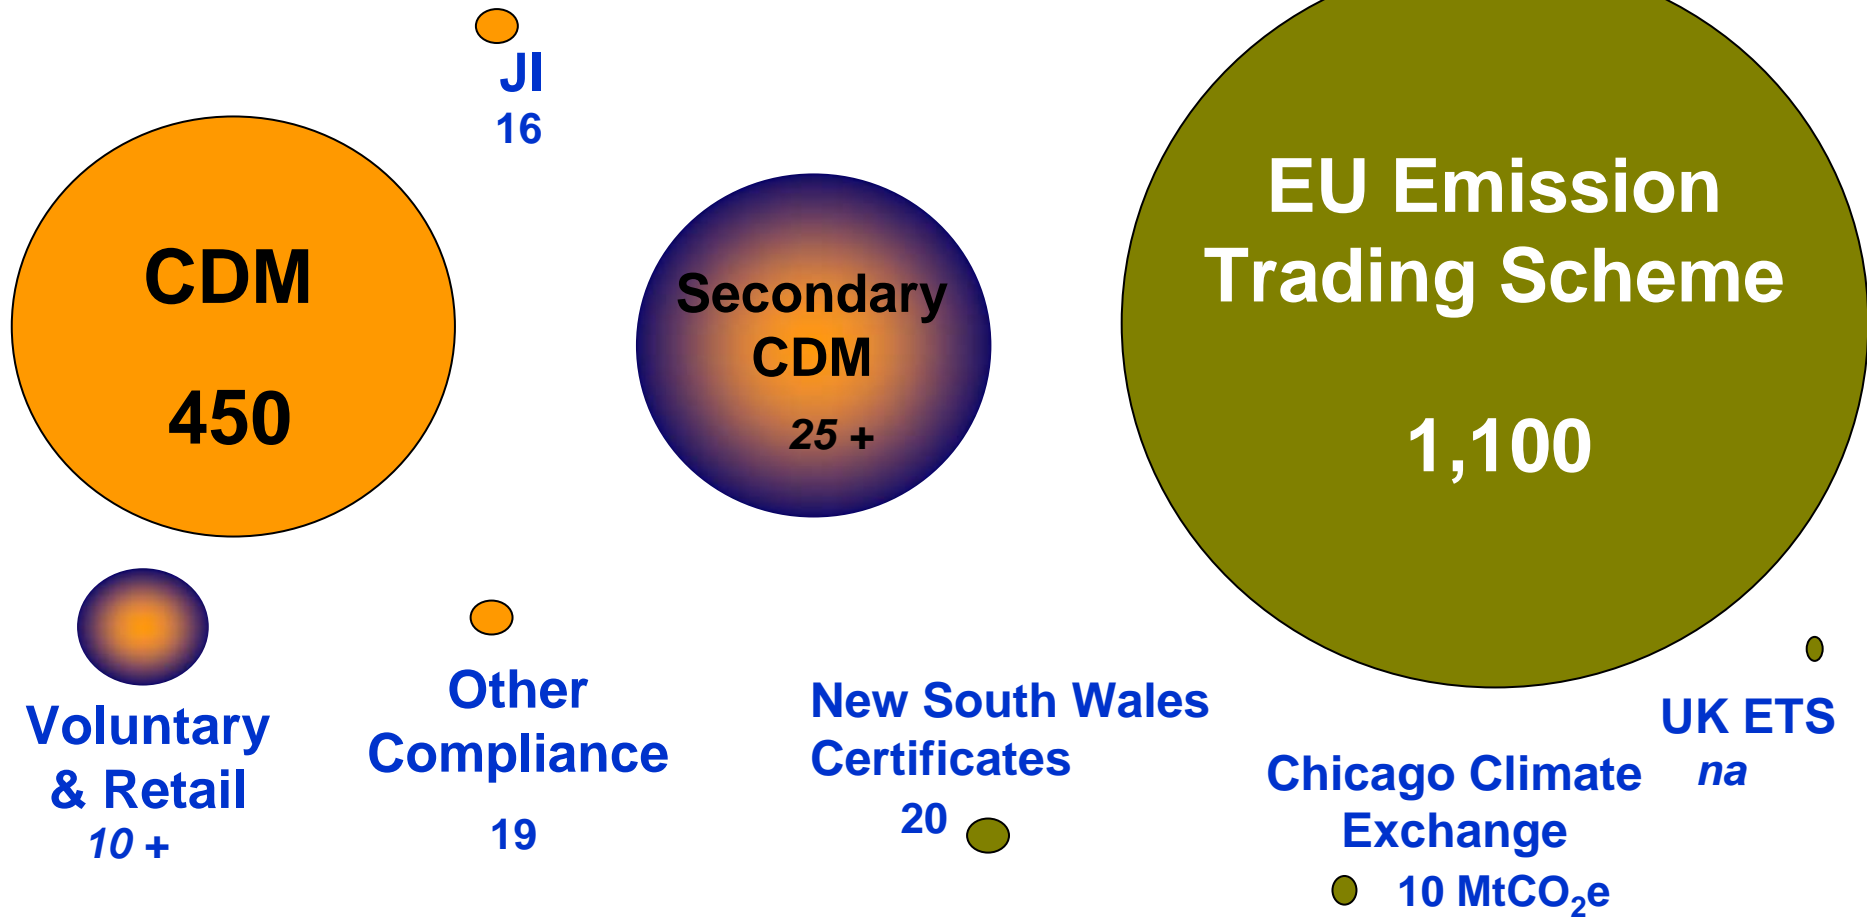 JI
16
CDM
450
Secondary
CDM
25 +
EU Emission
Trading Scheme
1,100
Voluntary
& Retail
10 +
Other
Compliance
19
New South Wales
Certificates
20
Chicago Climate
Exchange
10 MtCO₂e
UK ETS
na